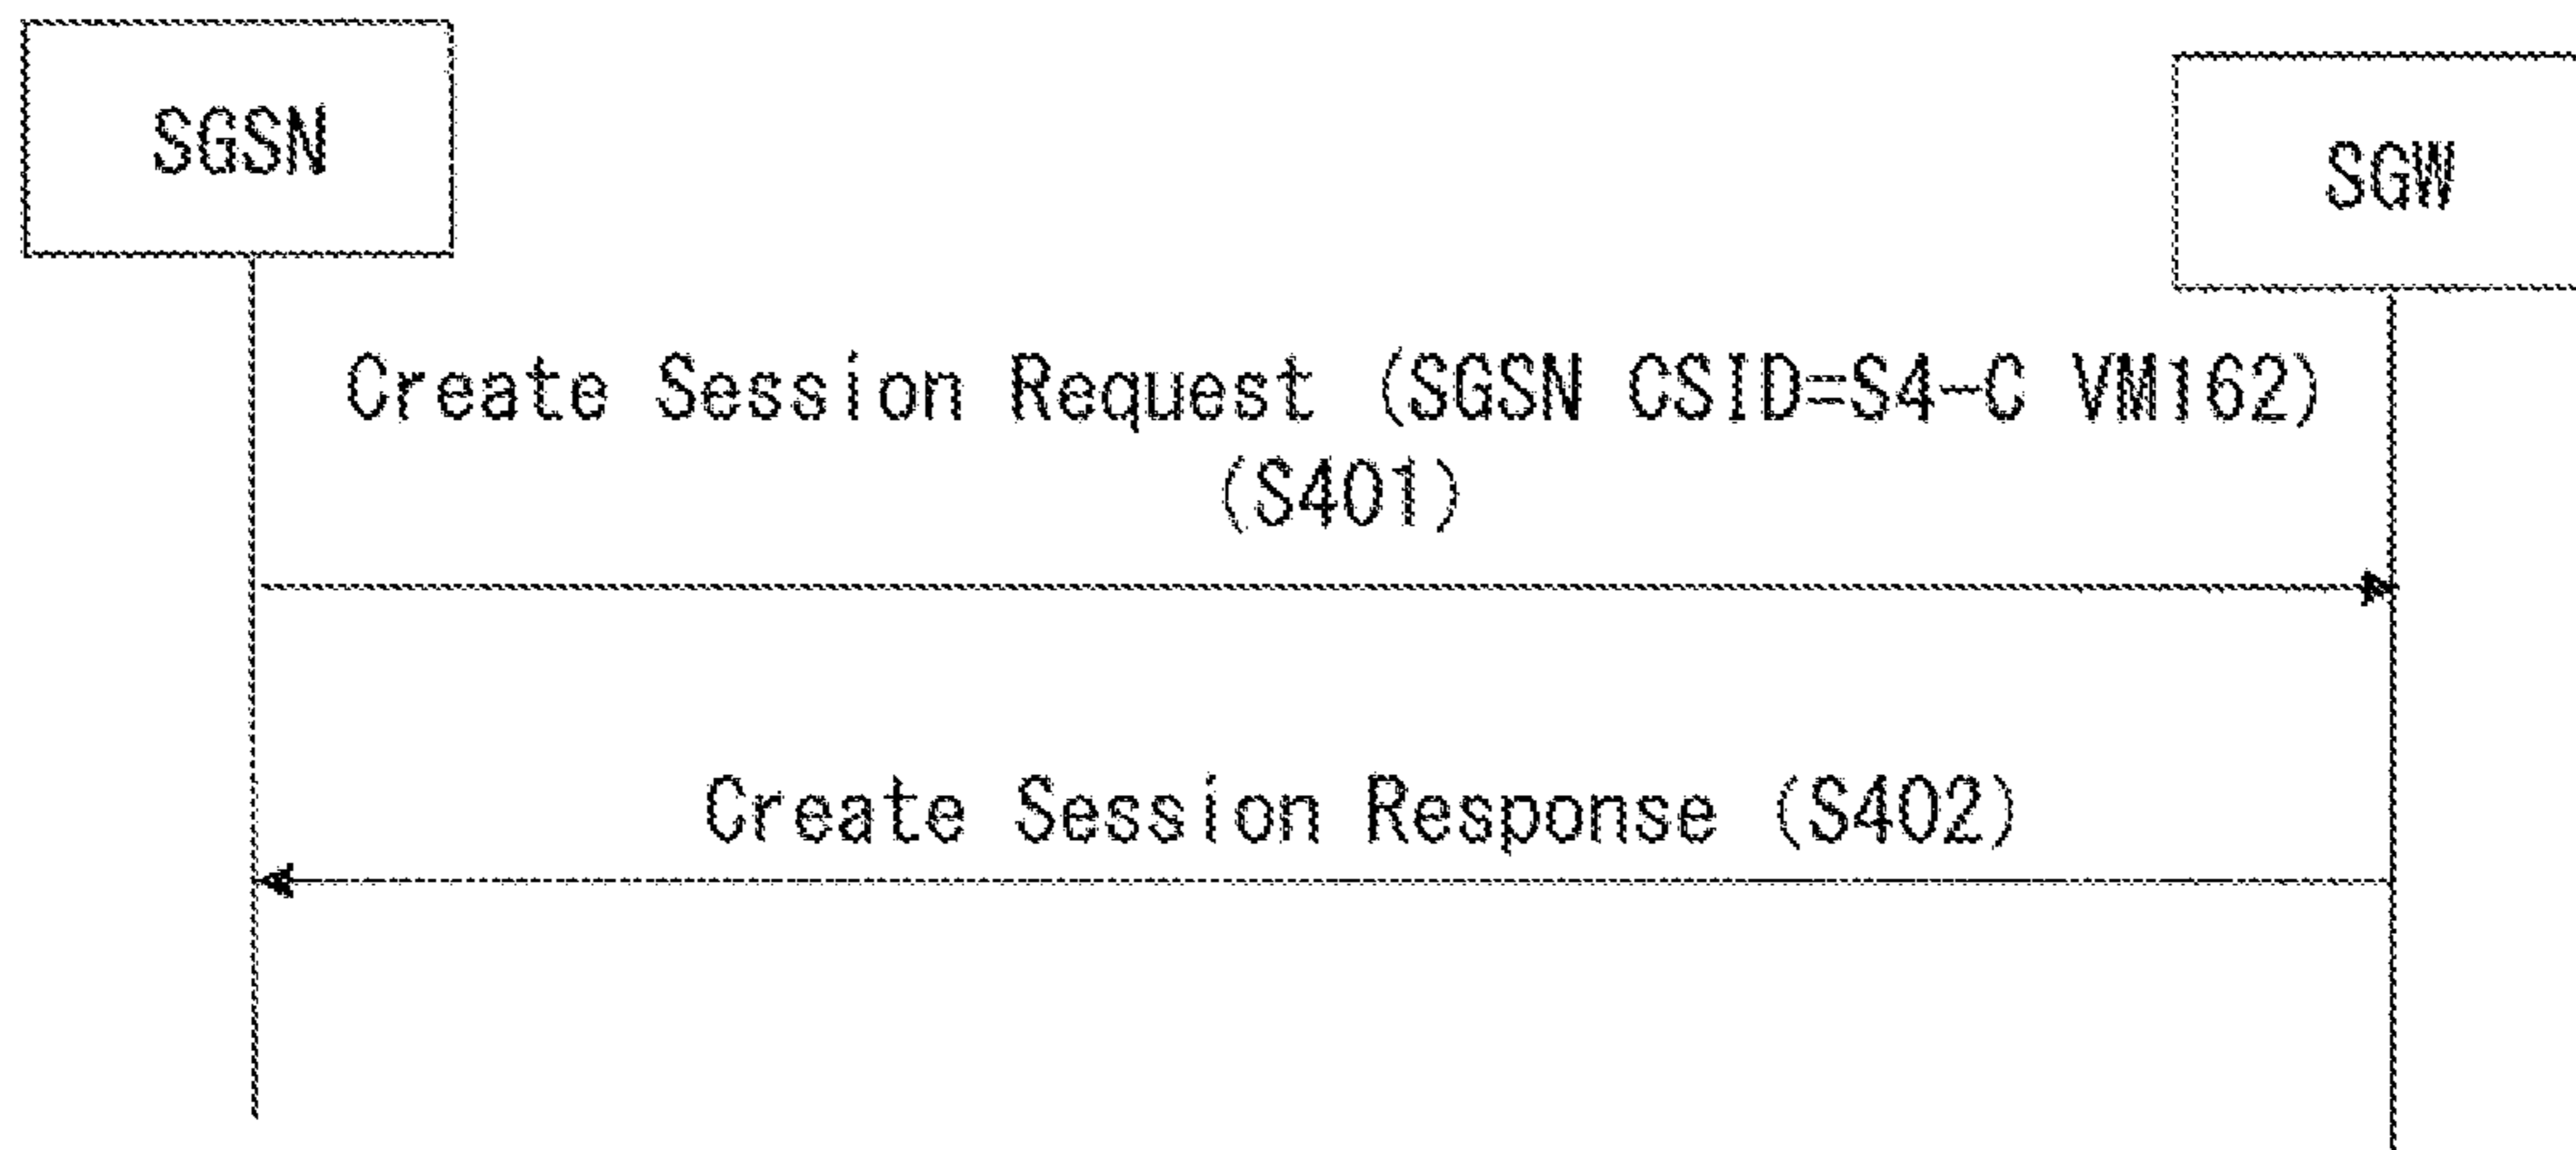 SGSN
SGW
Create Session Request (SGSN CSID=S4-C VM162)
(S401)
Create Session Response (S402)